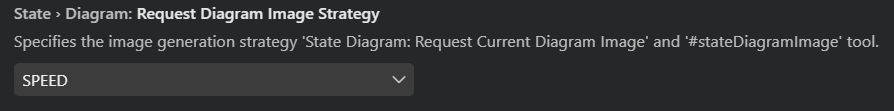 State › Diagram: Request Diagram Image Strategy
Specifies the image generation strategy 'State Diagram: Request Current Diagram Image' and '#stateDiagramImage' tool.
SPEED